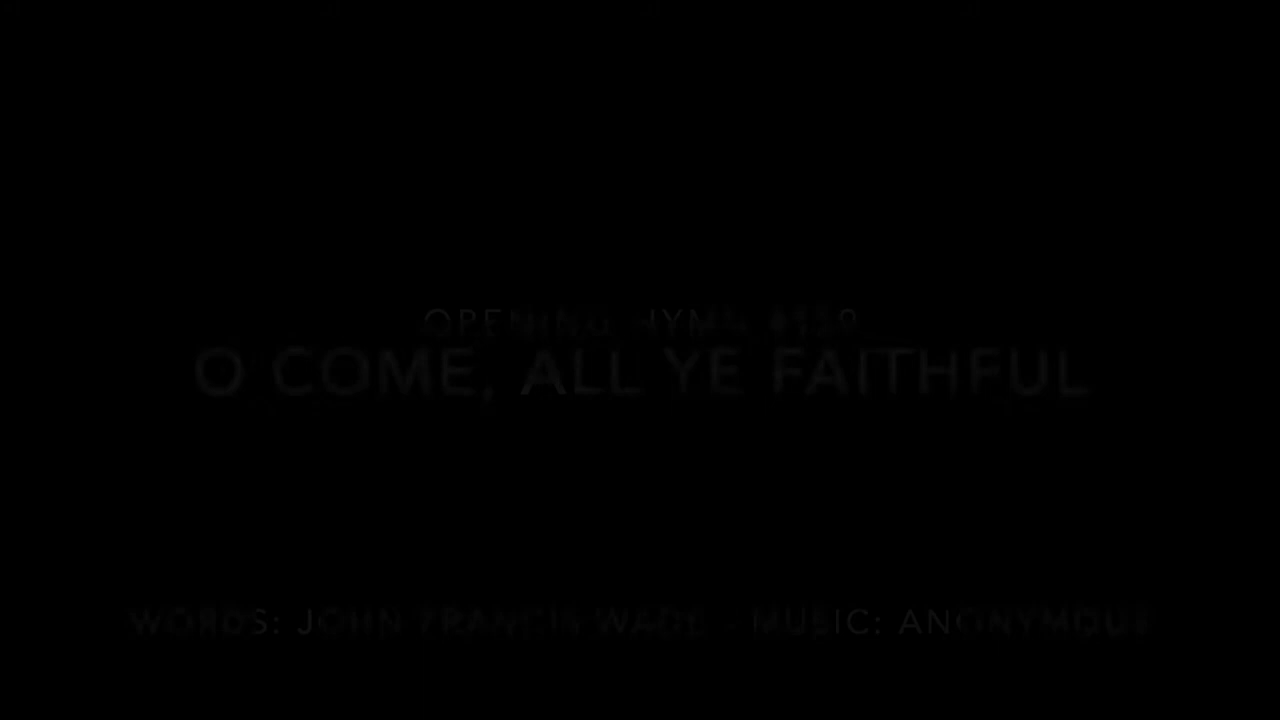 OPENING HYMN
O COME, ALL YE FAITHFUL
WORDS: JOHN FRANCIS WADE - MUSIC: ANONYMOUS